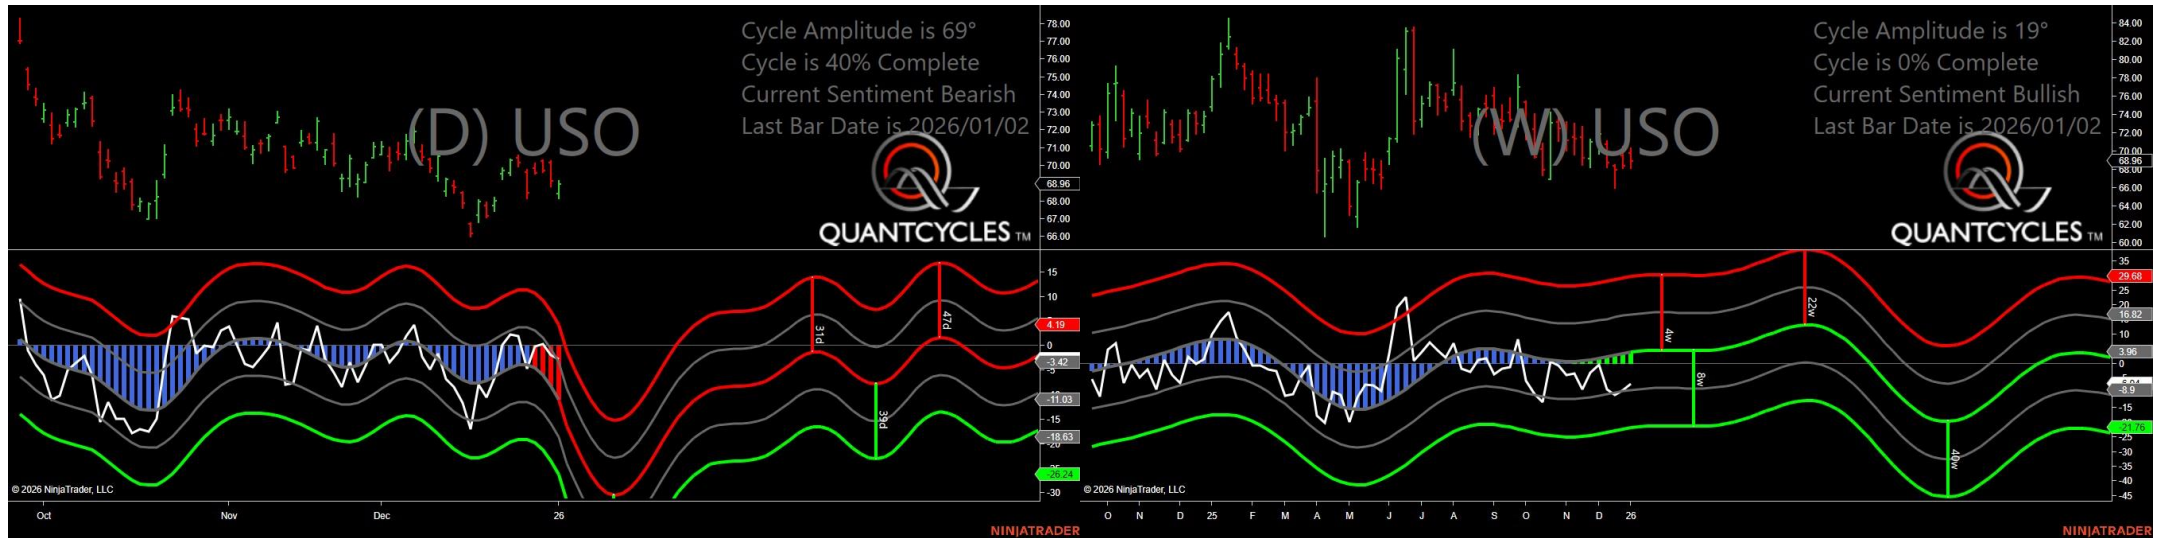 Cycle Amplitude is 69°
Cycle is 40% Complete
Current Sentiment Bearish
Last Bar Date is 2026/01/02
(D) USO
QUANTCYCLES TM
78.00
77.00
76.00
75.00
74.00
73.00
72.00
71.00
70.00
68.96
68.00
67.00
66.00
31d
47d
39d
15
10
4.19
0
-3.42
-5
-11.03
-15
-18.63
-20
-26.24
-30
© 2026 NinjaTrader, LLC
Oct
Nov
Dec
26
NINJATRADER
Cycle Amplitude is 19°
Cycle is 0% Complete
Current Sentiment Bullish
Last Bar Date is 2026/01/02
(W) USO
QUANTCYCLES TM
84.00
82.00
80.00
78.00
76.00
74.00
72.00
70.00
68.96
68.00
66.00
64.00
62.00
60.00
4w
8w
22w
40w
35
29.68
25
20
16.82
10
3.96
0
-8.9
-15
-21.76
-25
-30
-35
-40
-45
© 2026 NinjaTrader, LLC
O N D 25 F M A M J J A S O N D 26
NINJATRADER